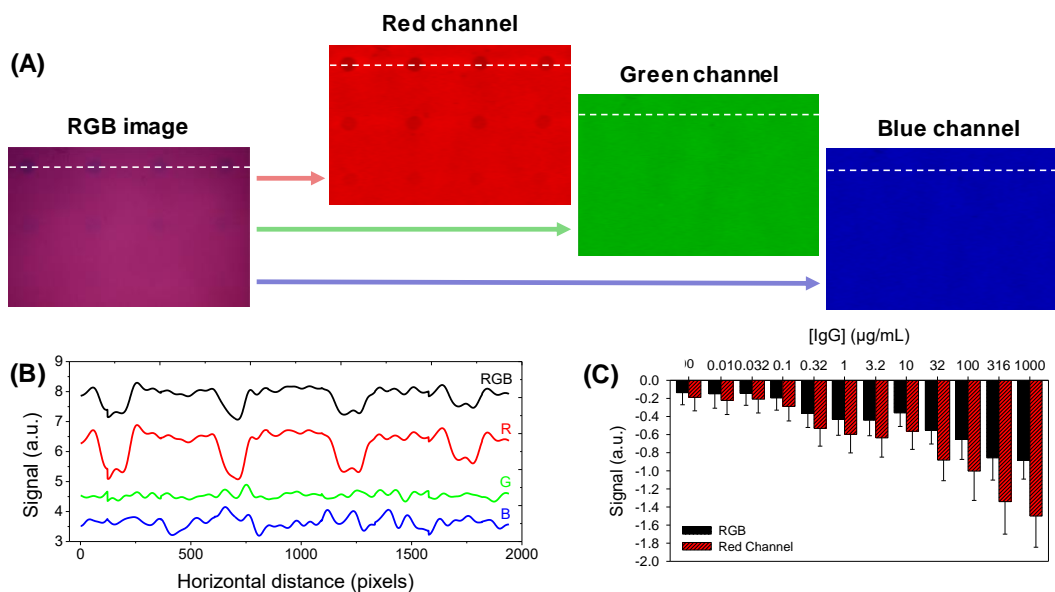 (A)
RGB image
Red channel
Green channel
Blue channel
(B)
9
8
7
6
5
4
3
Signal (a.u.)
RGB
R
G
B
0
500
1000
1500
2000
Horizontal distance (pixels)
(C)
[IgG] (µg/mL)
0 0.01 0.032 0.1 0.32 1 3.2 10 32 100 316 1000
0.0
-0.2
-0.4
-0.6
-0.8
-1.0
-1.2
-1.4
-1.6
-1.8
-2.0
Signal (a.u.)
RGB
Red Channel